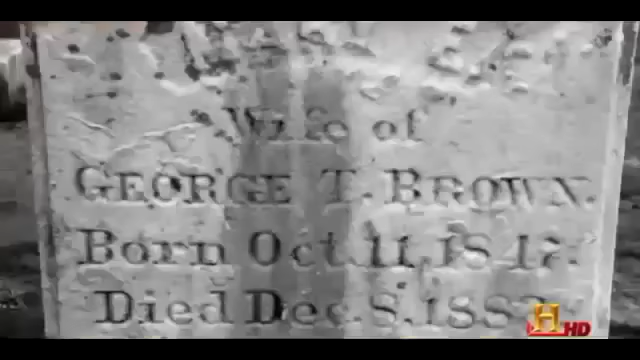 Wife of
GEORGE T. BROWN.
Born Oct. 11, 1847.
Died Dec. 8.
H HD